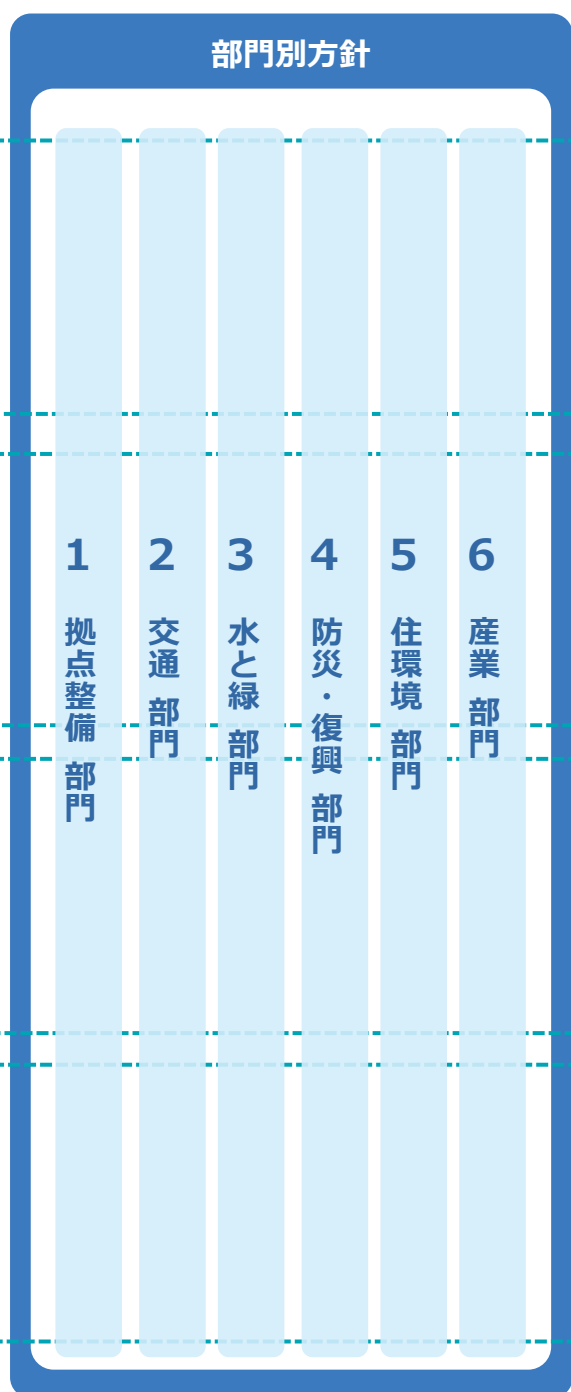 部門別方針
1 拠点整備 部門
2 交通 部門
3 水と緑 部門
4 防災・復興 部門
5 住環境 部門
6 産業 部門